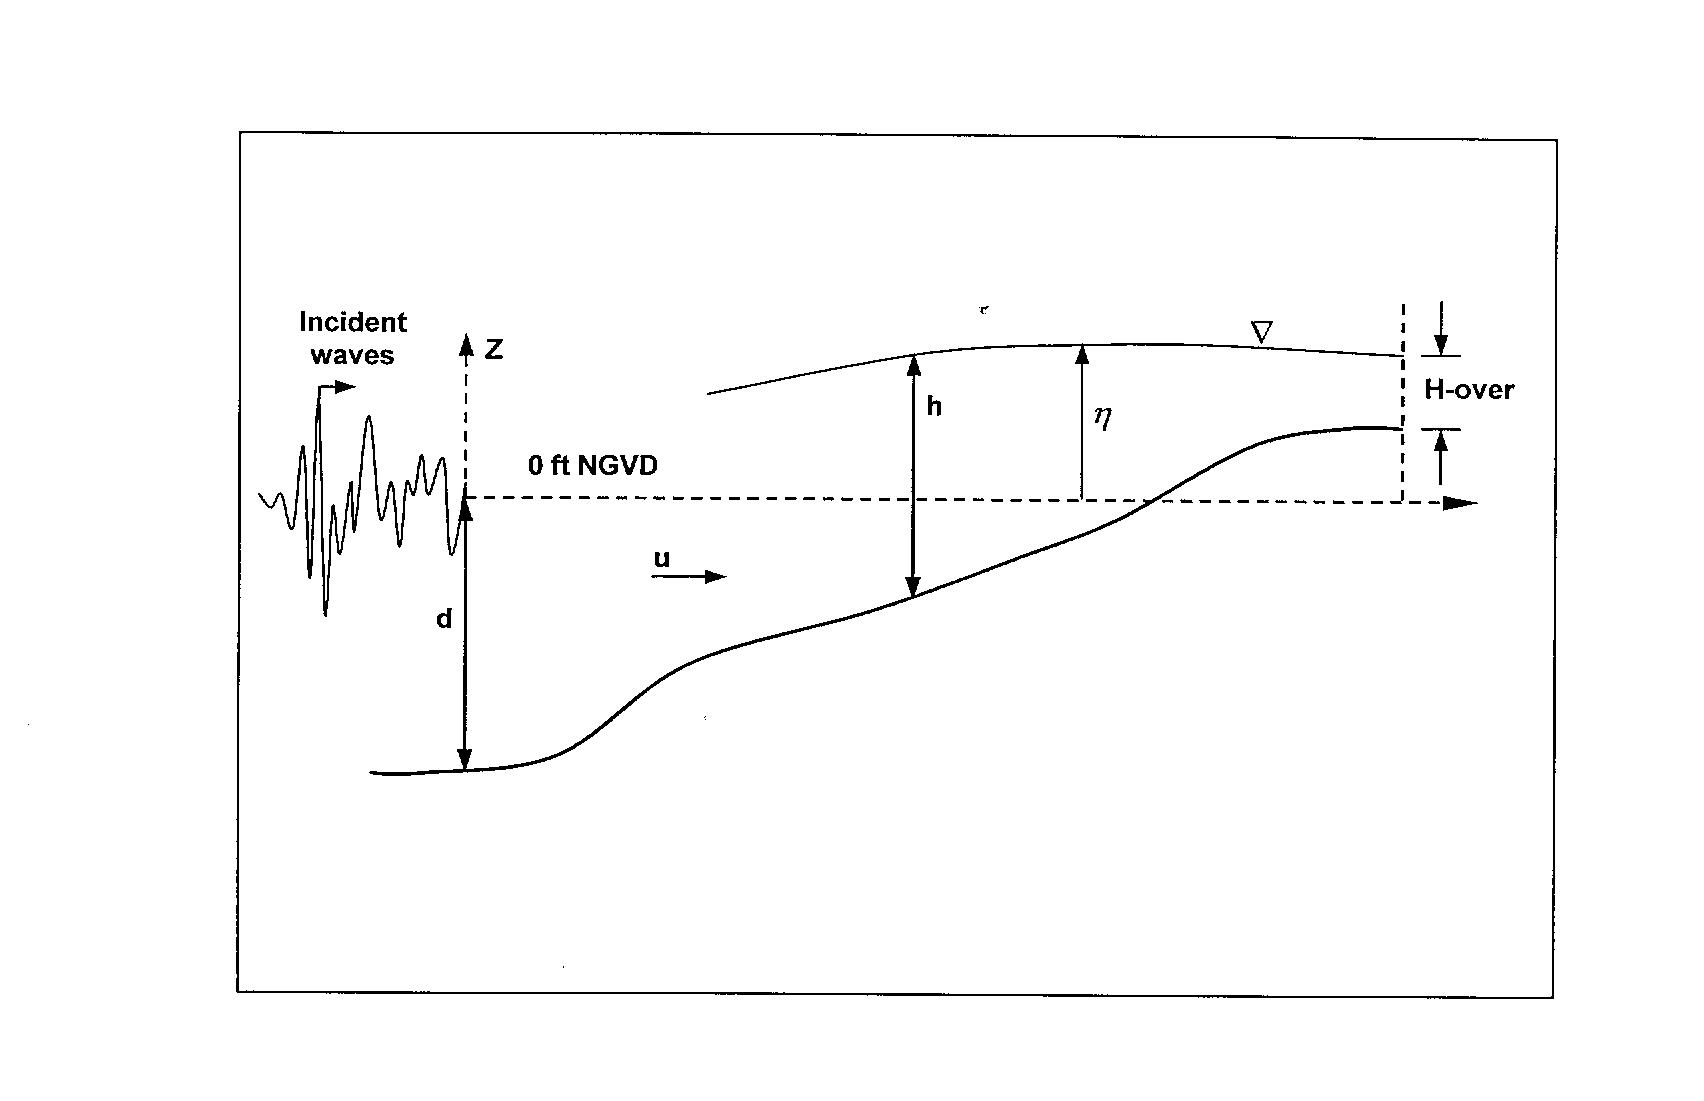 Incident
waves
Z
0 ft NGVD
h
η
H-over
u
d